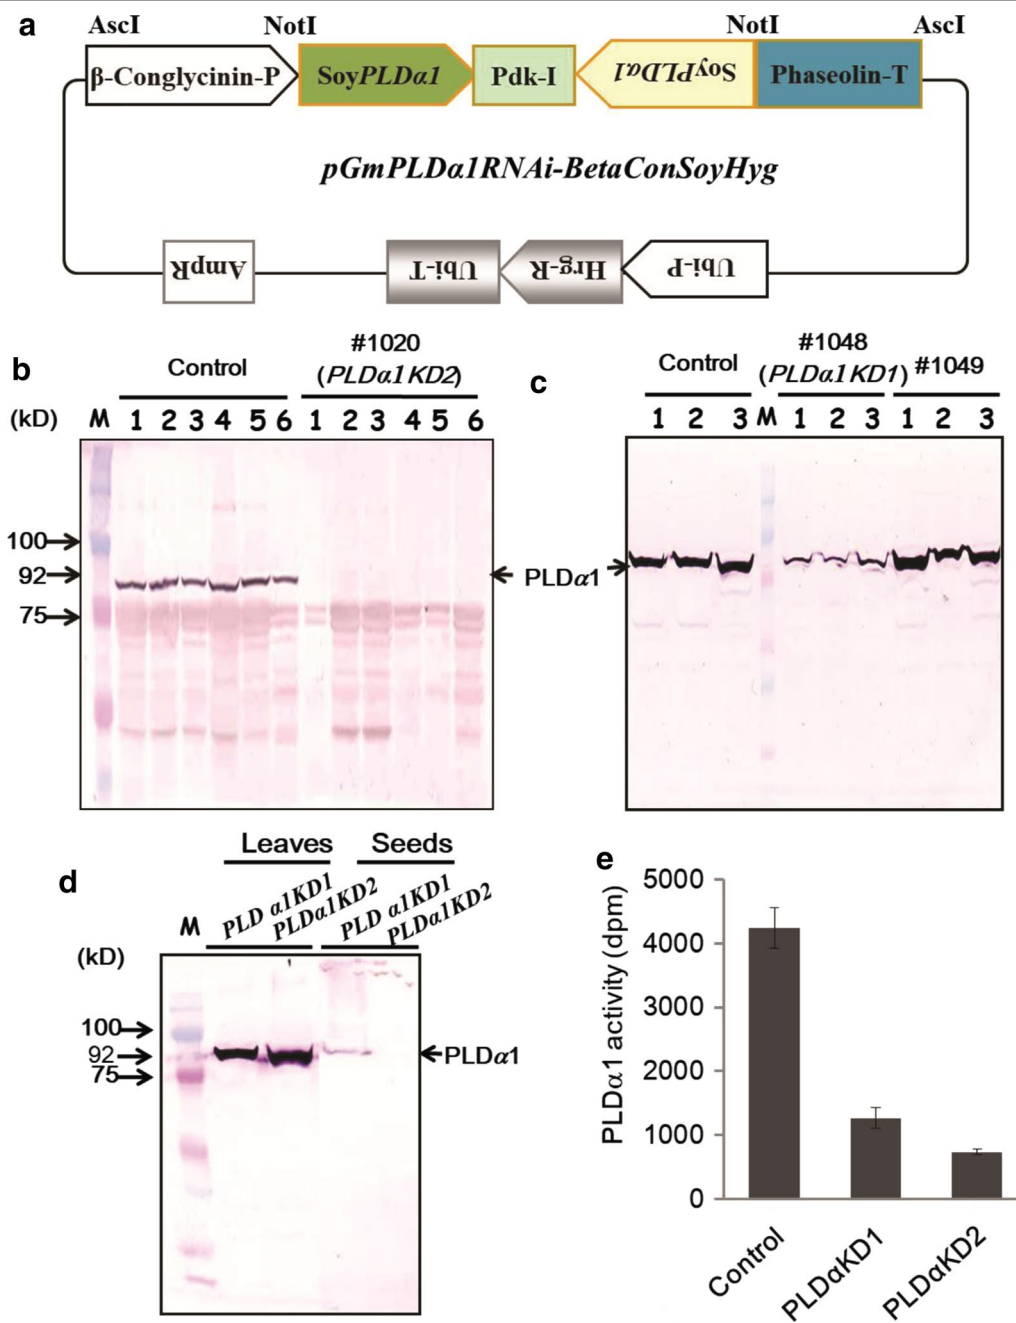 a
AscI NotI NotI AscI
β-Conglycinin-P SoyPLDα1 Pdk-I SoyPLDα1 Phaseolin-T
pGmPLDα1RNAi-BetaConSoyHyg
AmpR Ubi-T Hrg-R Ubi-P
b
Control #1020
(PLDα1KD2)
(kD) M 1 2 3 4 5 6 1 2 3 4 5 6
100
92
75
PLDα1
c
Control #1048
(PLDα1KD1) #1049
1 2 3 M 1 2 3 1 2 3
d
Leaves Seeds
M PLD α1KD1 PLDα1KD2 PLD α1KD1 PLDα1KD2
(kD)
100
92
75
PLDα1
e
PLDα1 activity (dpm)
5000
4000
3000
2000
1000
0
Control PLDαKD1 PLDαKD2